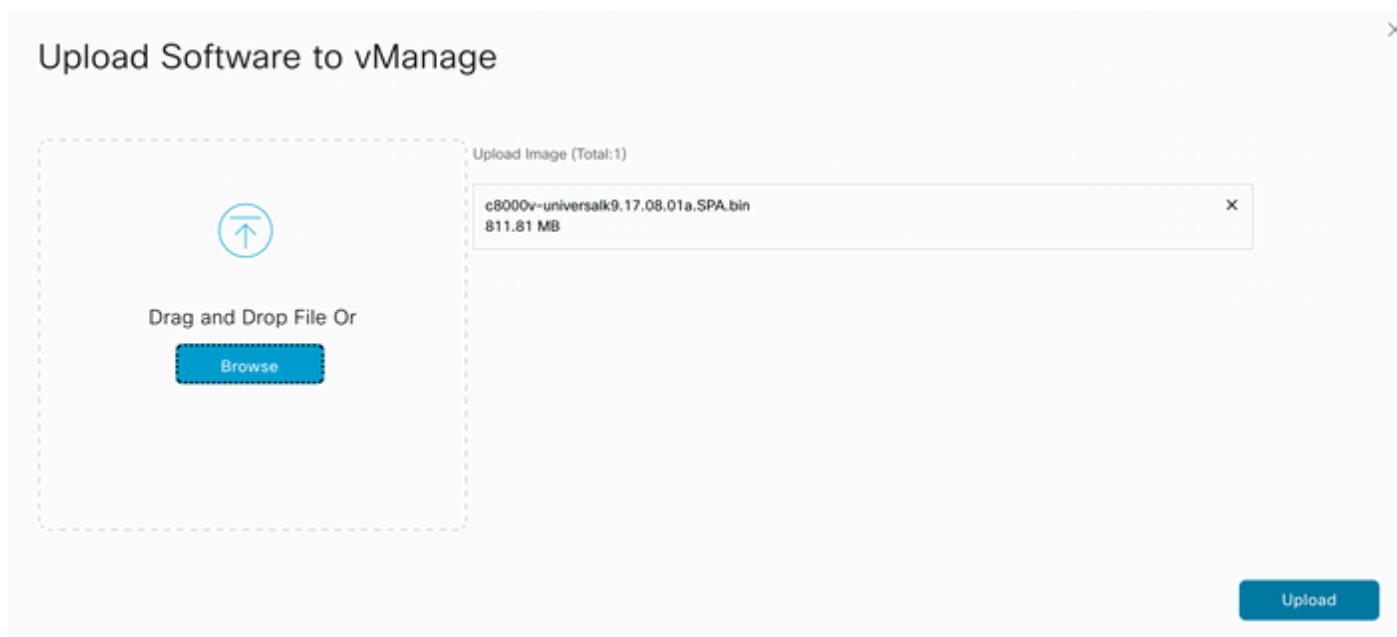 Upload Software to vManage
Upload Image (Total:1)
c8000v-universalk9.17.08.01a.SPA.bin
811.81 MB
Drag and Drop File Or
Browse
Upload